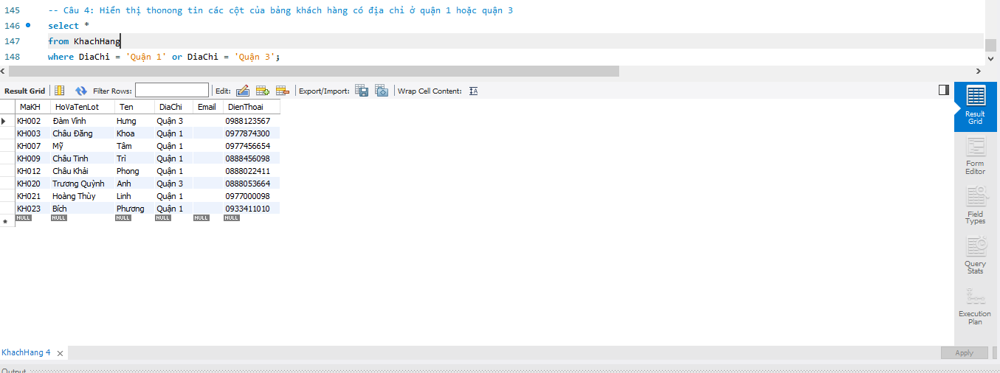 145 -- Câu 4: Hiển thị thonong tin các cột của bảng khách hàng có địa chỉ ở quận 1 hoặc quận 3
146 select *
147 from KhachHang
148 where DiaChi = 'Quận 1' or DiaChi = 'Quận 3';
Result Grid Filter Rows: Edit: Export/Import: Wrap Cell Content: IA
MaKH HoVaTenLot Ten DiaChi Email DienThoai
KH002 Đàm Vĩnh Hưng Quận 3 0988123567
KH003 Châu Đăng Khoa Quận 1 0977874300
KH007 Mỹ Tâm Quận 1 0977456654
KH009 Châu Tinh Trì Quận 1 0888456098
KH012 Châu Khải Phong Quận 1 0888022411
KH020 Trương Quỳnh Anh Quận 3 0888053664
KH021 Hoàng Thùy Linh Quận 1 0977000098
KH023 Bích Phương Quận 1 0933411010
NULL NULL NULL NULL NULL NULL
Result
Grid
Form
Editor
Field
Types
Query
Stats
Execution
Plan
KhachHang 4
Apply
Output